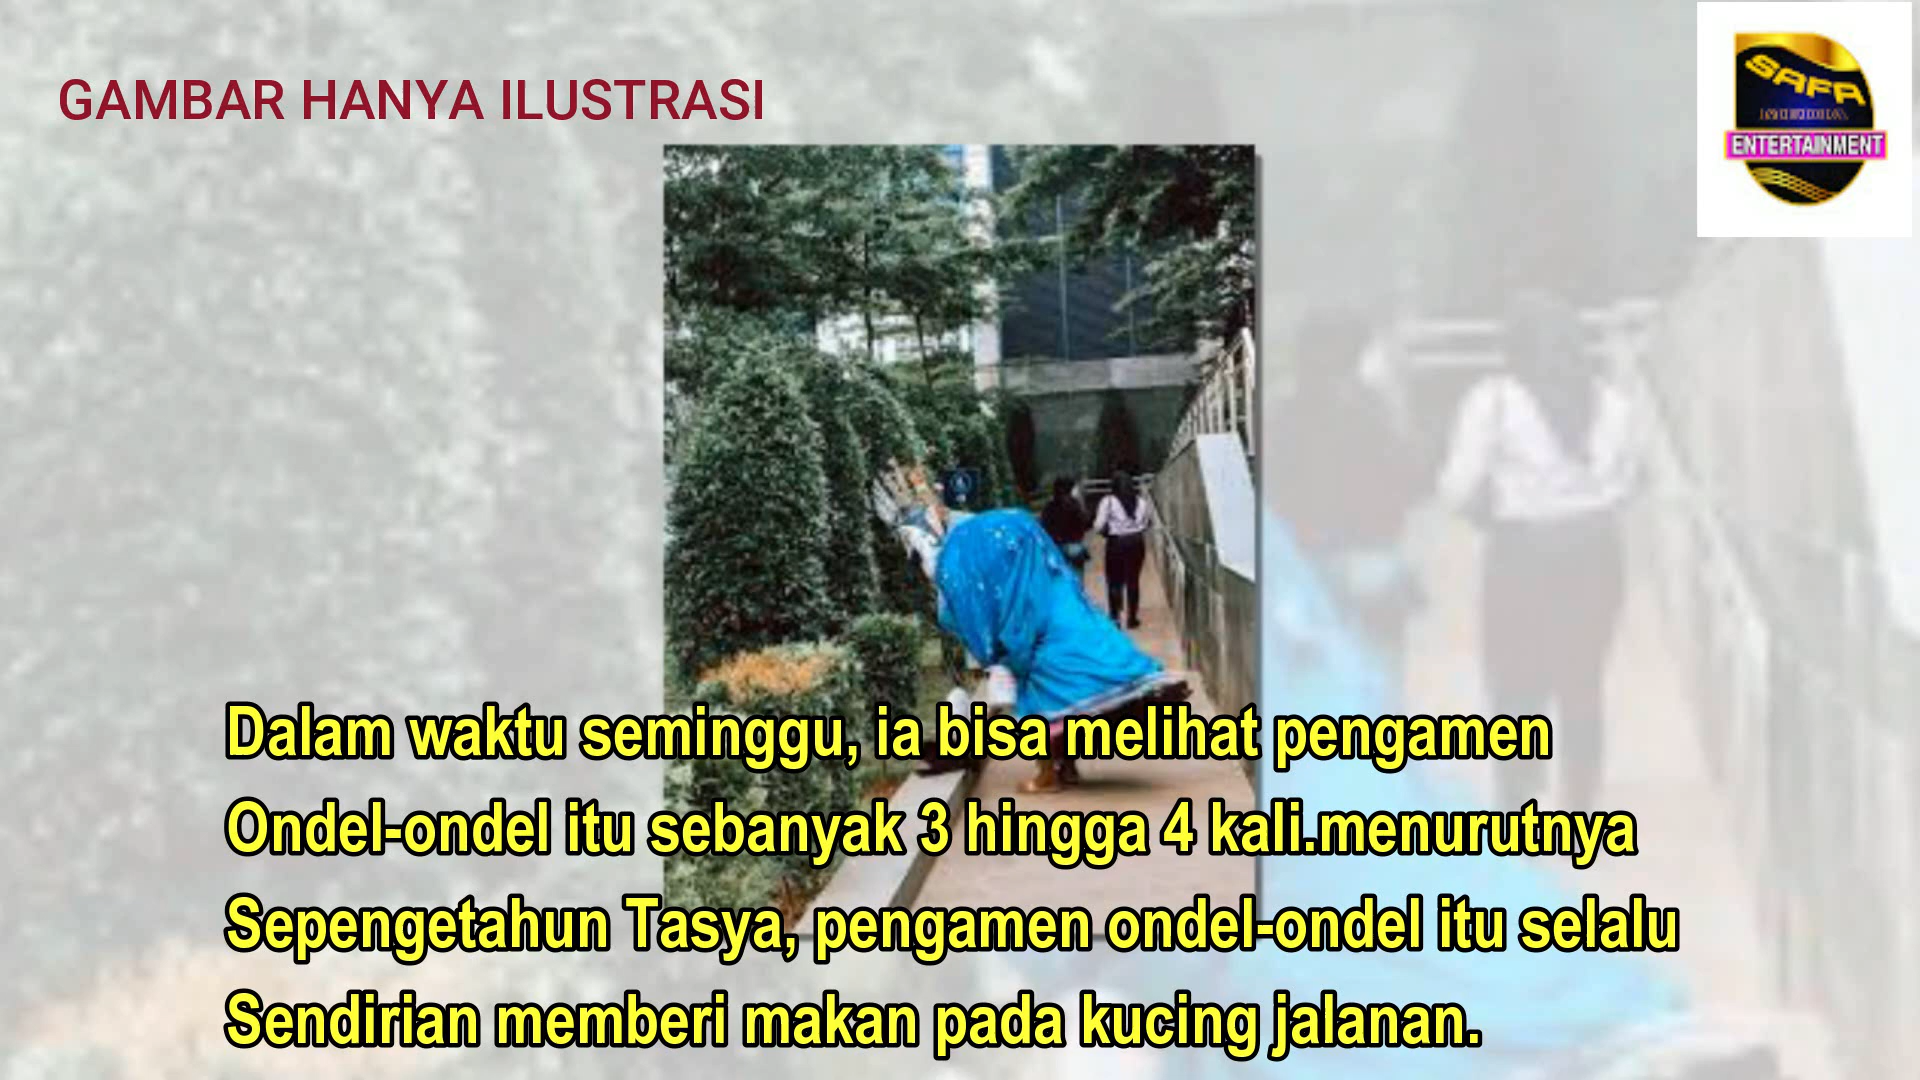 GAMBAR HANYA ILUSTRASI
SAFA
ENTERTAINMENT
Dalam waktu seminggu, ia bisa melihat pengamen
Ondel-ondel itu sebanyak 3 hingga 4 kali.menurutnya
Sepengetahun Tasya, pengamen ondel-ondel itu selalu
Sendirian memberi makan pada kucing jalanan.